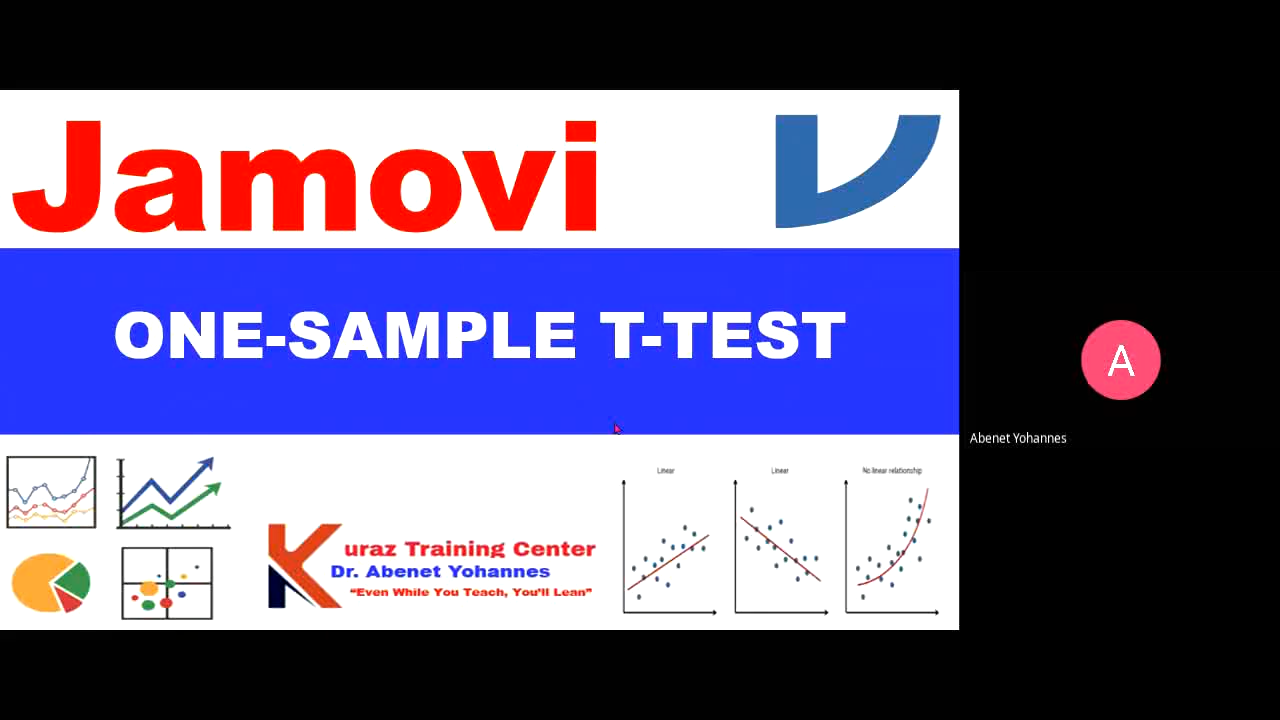 Jamovi
ONE-SAMPLE T-TEST
A
Abenet Yohannes
Linear
Linear
No linear relationship
Kuraz Training Center
Dr. Abenet Yohannes
“Even While You Teach, You’ll Lean”